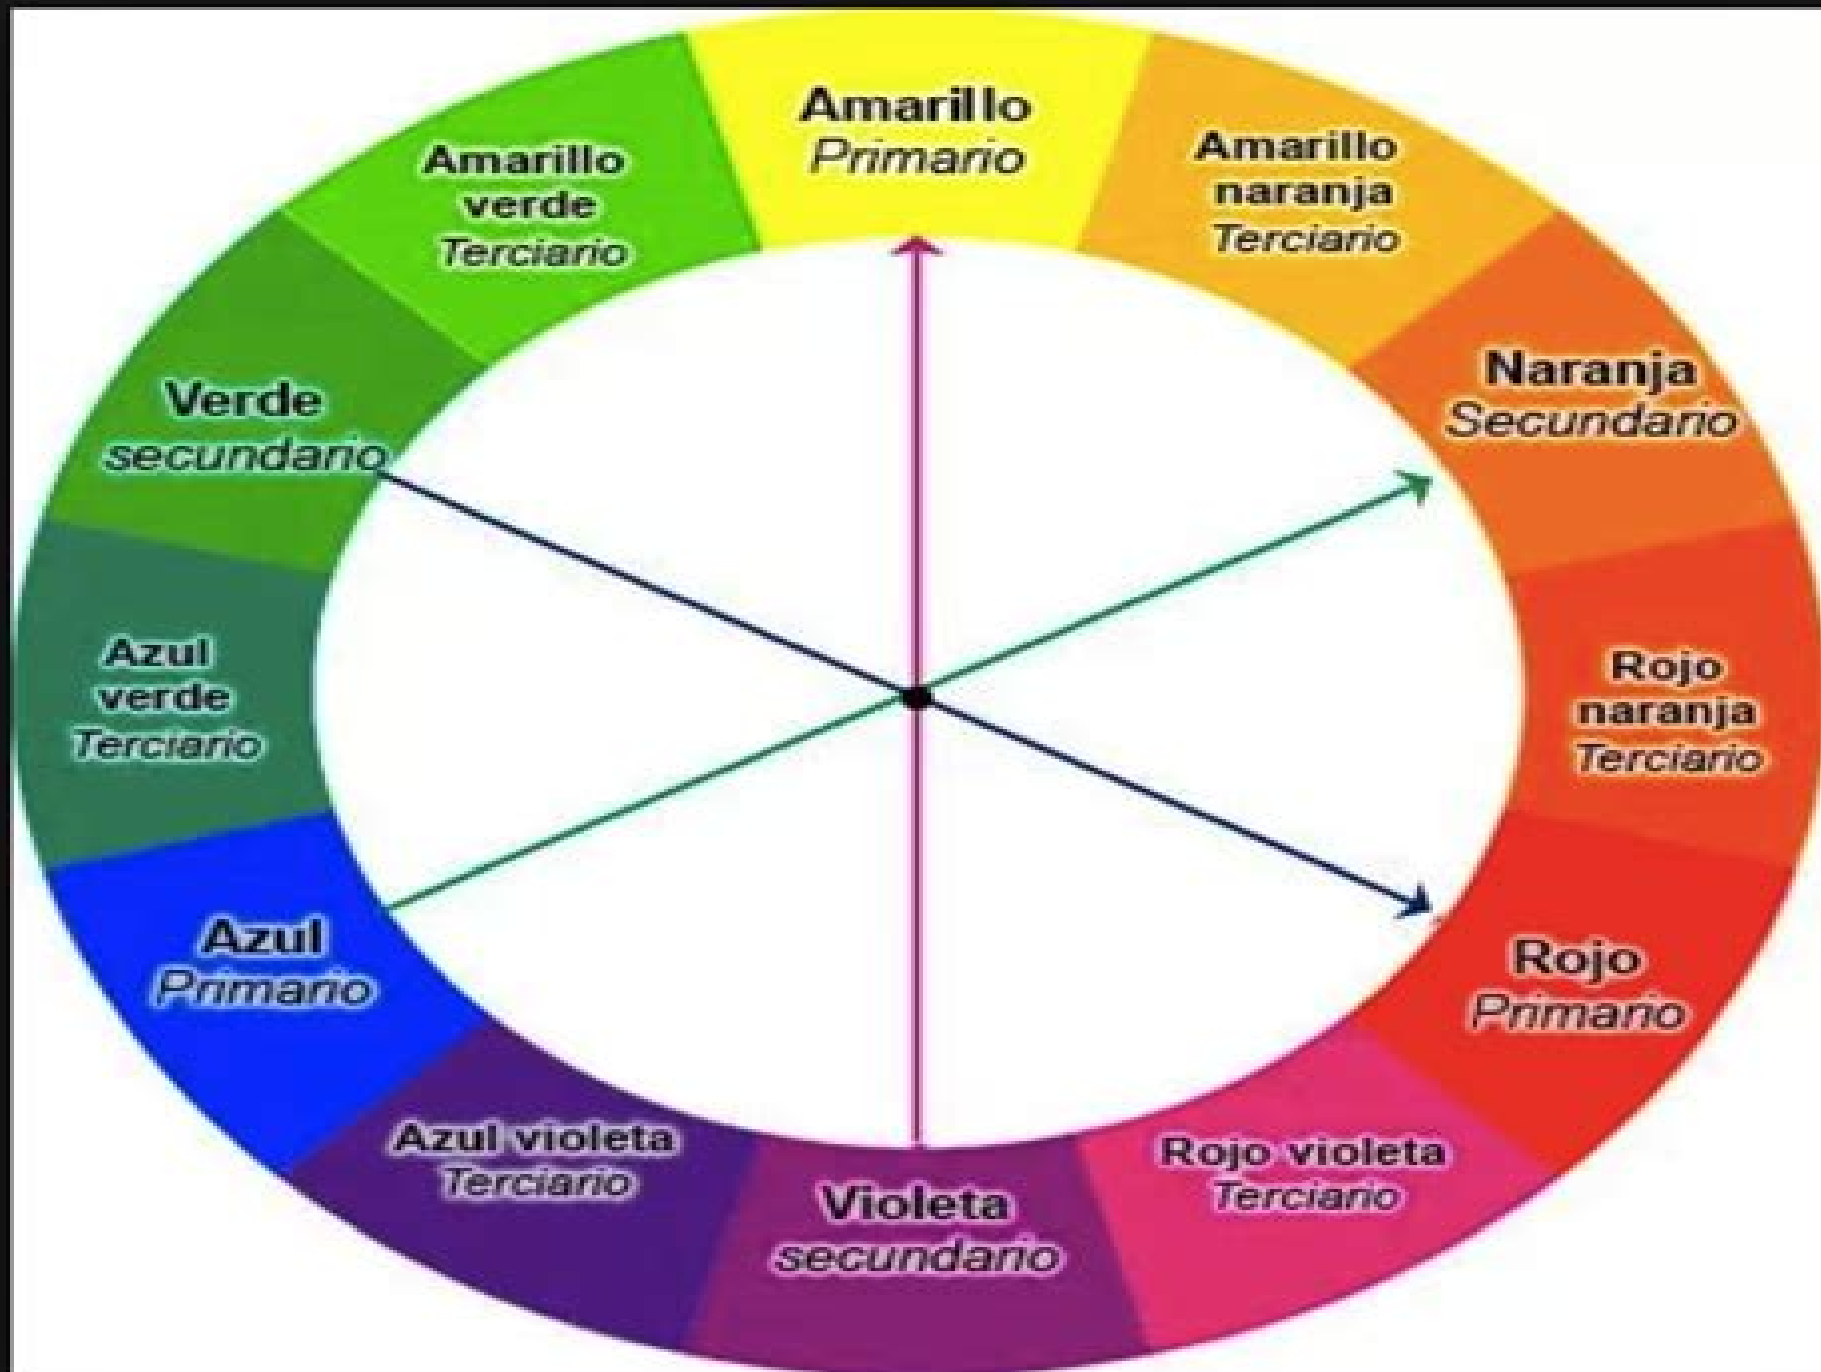 Amarillo
Primario
Amarillo
naranja
Terciario
Naranja
Secundario
Rojo
naranja
Terciario
Rojo
Primario
Rojo violeta
Terciario
Violeta
secundario
Azul violeta
Terciario
Azul
Primario
Azul
verde
Terciario
Verde
secundario
Amarillo
verde
Terciario